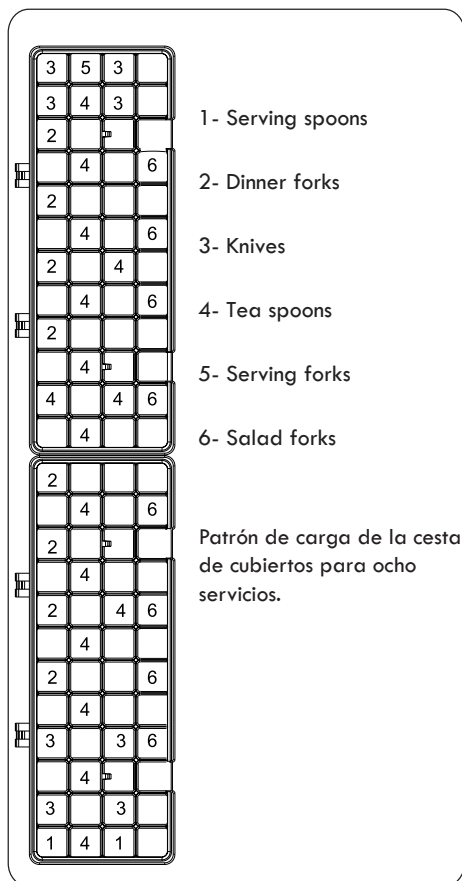 3 5 3
3 4 3
2
4 6
2
4 6
2 4
4 6
2
4
4 4 6
4
2
4 6
2
4
2 4 6
4
2 6
4
3 3 6
4
3 3
1 4 1
1- Serving spoons
2- Dinner forks
3- Knives
4- Tea spoons
5- Serving forks
6- Salad forks
Patrón de carga de la cesta
de cubiertos para ocho
servicios.